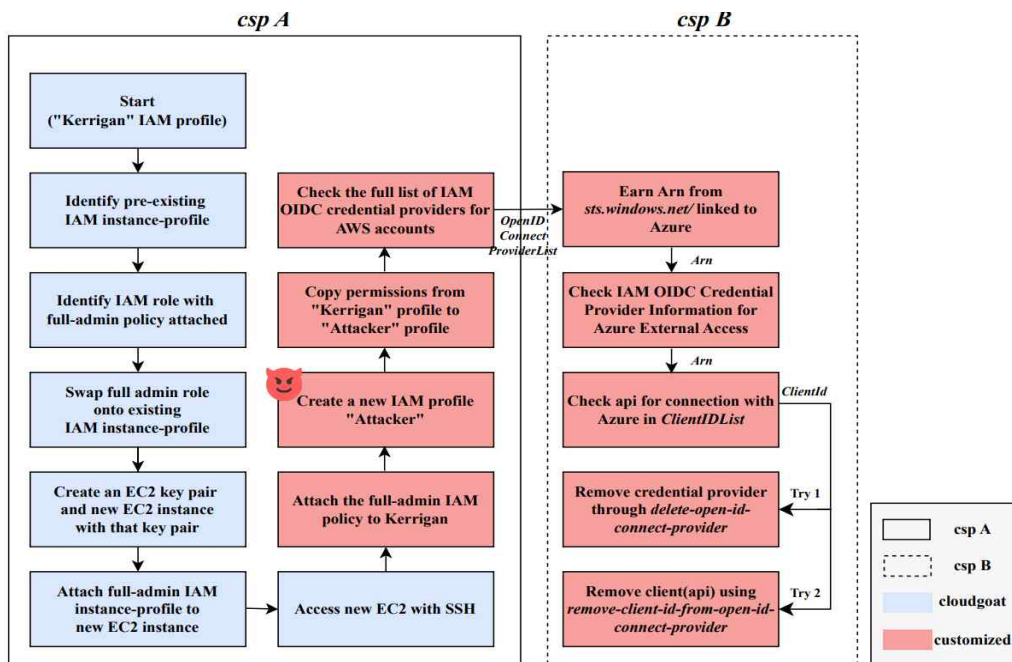 csp A
csp B
Start
("Kerrigan" IAM profile)
Identify pre-existing
IAM instance-profile
Identify IAM role with
full-admin policy attached
Swap full admin role
onto existing
IAM instance-profile
Create an EC2 key pair
and new EC2 instance
with that key pair
Attach full-admin IAM
instance-profile to
new EC2 instance
Access new EC2 with SSH
Attach the full-admin IAM
policy to Kerrigan
Create a new IAM profile
"Attacker"
Copy permissions from
"Kerrigan" profile to
"Attacker" profile
Check the full list of IAM
OIDC credential providers for
AWS accounts
OpenID
Connect
ProviderList
Earn Arn from
sts.windows.net/ linked to
Azure
Arn
Check IAM OIDC Credential
Provider Information for
Azure External Access
Arn
Check api for connection with
Azure in ClientIDList
ClientId
Remove credential provider
through delete-open-id-
connect-provider
Try 1
Remove client(api) using
remove-client-id-from-open-id-
connect-provider
Try 2
csp A
csp B
cloudgoat
customized